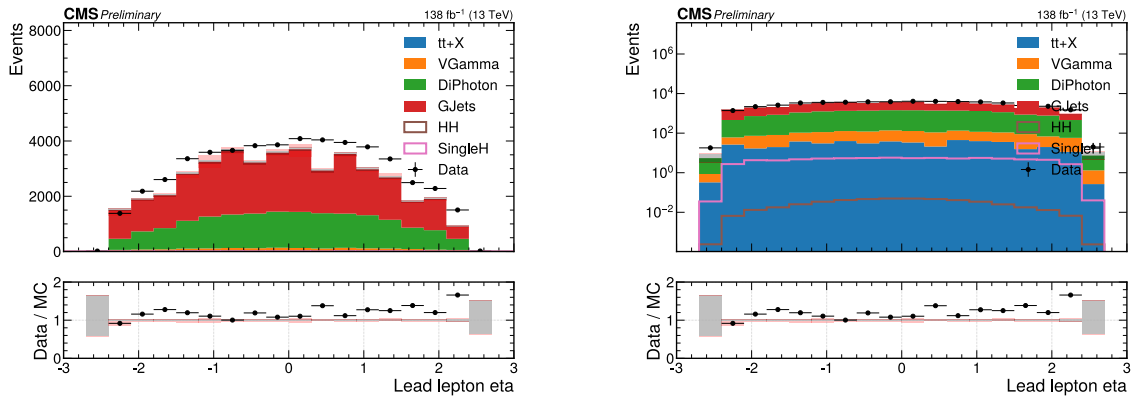 CMS Preliminary 138 fb⁻¹ (13 TeV)
Events
8000
6000
4000
2000
0
tt+X
VGamma
DiPhoton
GJets
HH
SingleH
Data
Data / MC
2
1
0
-3 -2 -1 0 1 2 3
Lead lepton eta
CMS Preliminary 138 fb⁻¹ (13 TeV)
Events
10⁶
10⁴
10²
10⁰
10⁻²
tt+X
VGamma
DiPhoton
GJets
HH
SingleH
Data
Data / MC
2
1
0
-3 -2 -1 0 1 2 3
Lead lepton eta